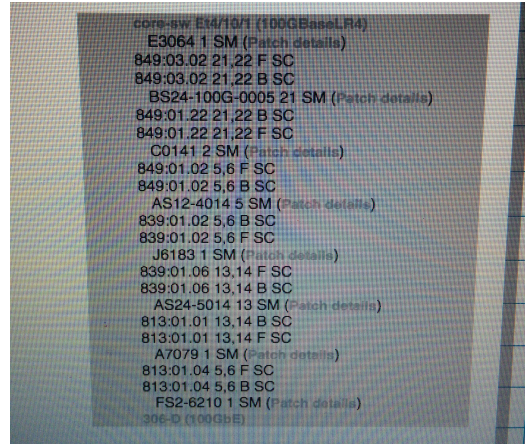 core-sw Et4/10/1 (100GBaseLR4)
E3064 1 SM (Patch details)
849:03.02 21,22 F SC
849:03.02 21,22 B SC
BS24-100G-0005 21 SM (Patch details)
849:01.22 21,22 B SC
849:01.22 21,22 F SC
C0141 2 SM (Patch details)
849:01.02 5,6 F SC
849:01.02 5,6 B SC
AS12-4014 5 SM (Patch details)
839:01.02 5,6 B SC
839:01.02 5,6 F SC
J6183 1 SM (Patch details)
839:01.06 13,14 F SC
839:01.06 13,14 B SC
AS24-5014 13 SM (Patch details)
813:01.01 13,14 B SC
813:01.01 13,14 F SC
A7079 1 SM (Patch details)
813:01.04 5,6 F SC
813:01.04 5,6 B SC
FS2-6210 1 SM (Patch details)
306-D (100GbE)